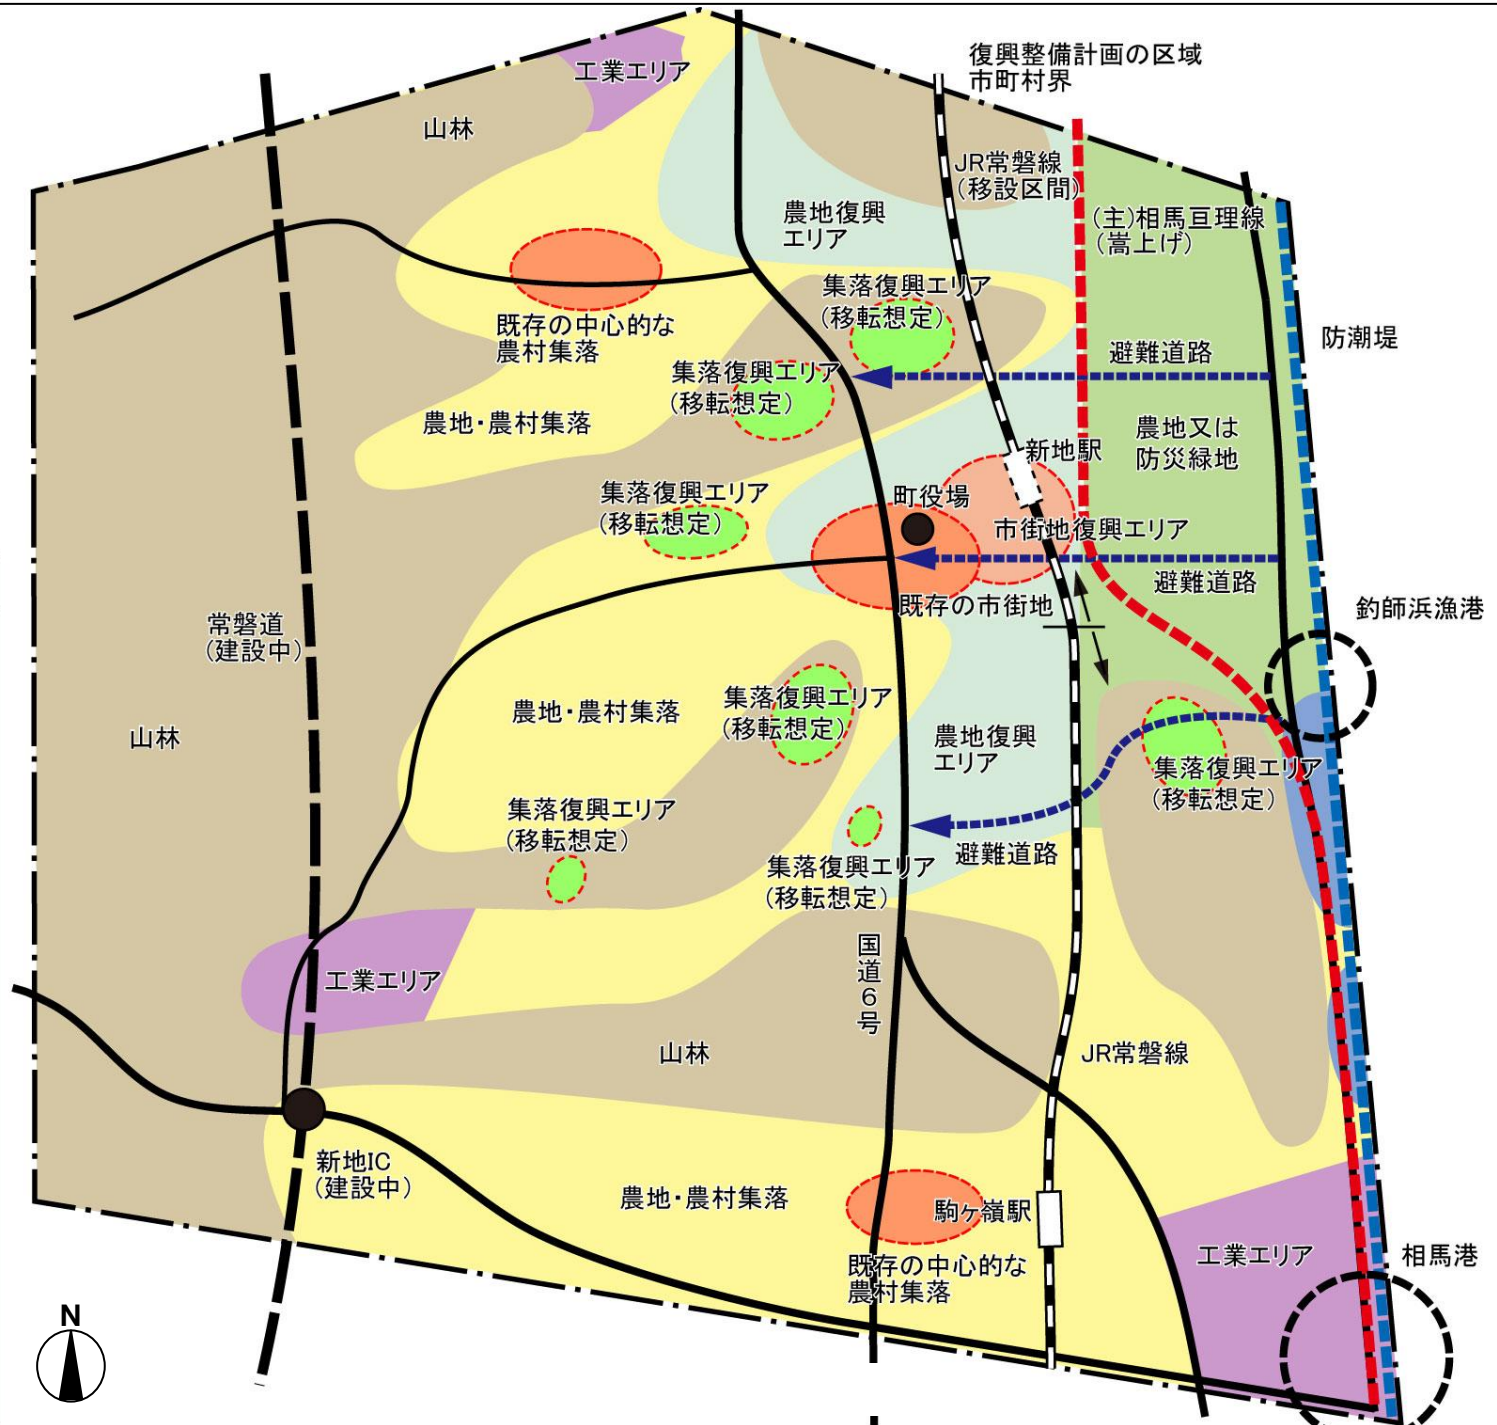 復興整備計画の区域
市町村界
工業エリア
山林
JR常磐線
(移設区間)
農地復興
エリア
(主)相馬亘理線
(嵩上げ)
集落復興エリア
(移転想定)
既存の中心的な
農村集落
防潮堤
避難道路
集落復興エリア
(移転想定)
農地・農村集落
農地又は
防災緑地
新地駅
集落復興エリア
(移転想定)
町役場
市街地復興エリア
避難道路
既存の市街地
釣師浜漁港
常磐道
(建設中)
山林
農地・農村集落
集落復興エリア
(移転想定)
農地復興
エリア
集落復興エリア
(移転想定)
集落復興エリア
(移転想定)
集落復興エリア
(移転想定)
避難道路
国道6号
工業エリア
山林
JR常磐線
新地IC
(建設中)
農地・農村集落
駒ヶ嶺駅
既存の中心的な
農村集落
工業エリア
相馬港
N